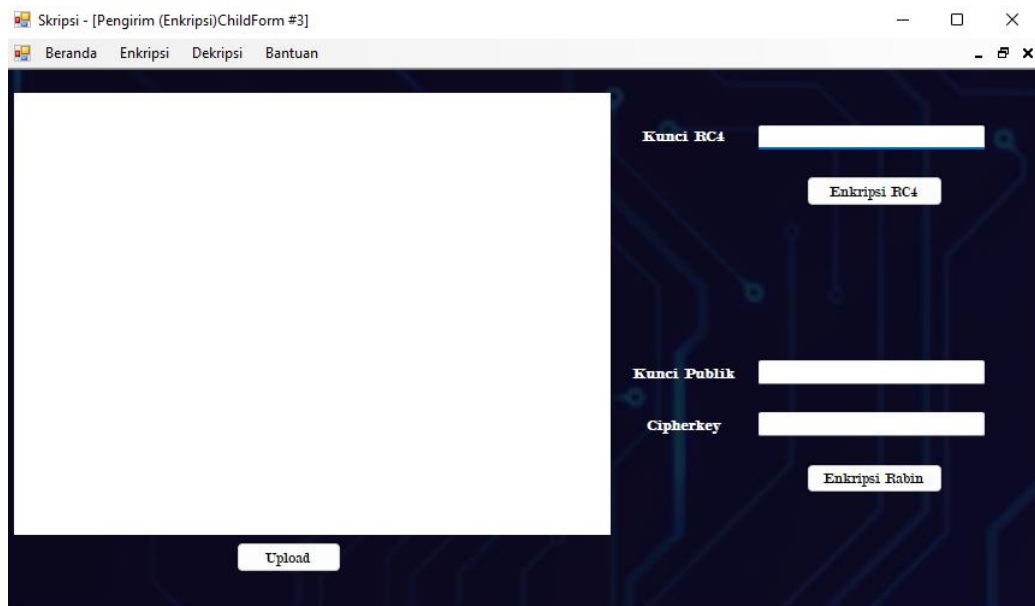 Skripsi - [Pengirim (Enkripsi)ChildForm #3]
Beranda Enkripsi Dekripsi Bantuan
Kunci RC4
Enkripsi RC4
Kunci Publik
Cipherkey
Enkripsi Rabin
Upload